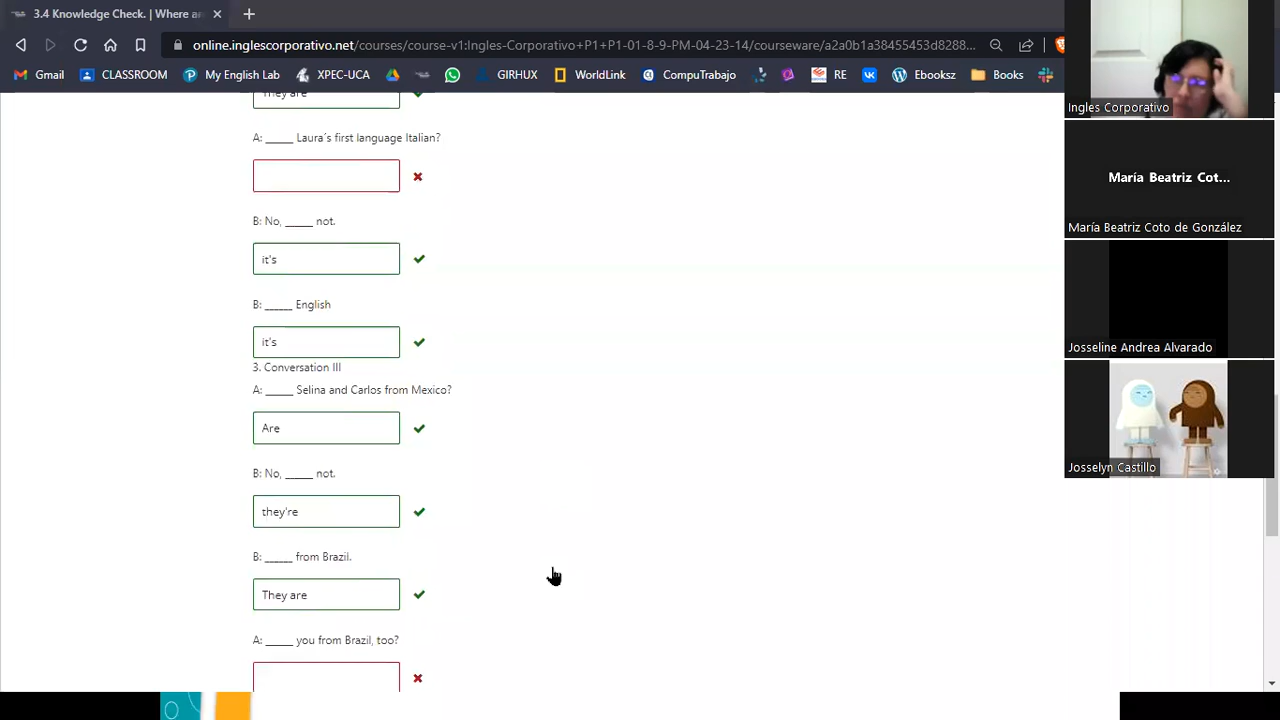 3.4 Knowledge Check. | Where ar
online.inglescorporativo.net/courses/course-v1:Ingles-Corporativo+P1+P1-01-8-9-PM-04-23-14/courseware/a2a0b1a38455453d8288...
Gmail CLASSROOM My English Lab XPEC-UCA GIRHUX WorldLink CompuTrabajo RE Ebooksz Books
They are
A: _____ Laura´s first language Italian?
B: No, _____ not.
it's
B: _____ English
it's
3. Conversation III
A: _____ Selina and Carlos from Mexico?
Are
B: No, _____ not.
they're
B: _____ from Brazil.
They are
A: _____ you from Brazil, too?
Ingles Corporativo
María Beatriz Cot...
María Beatriz Coto de González
Josseline Andrea Alvarado
Josselyn Castillo